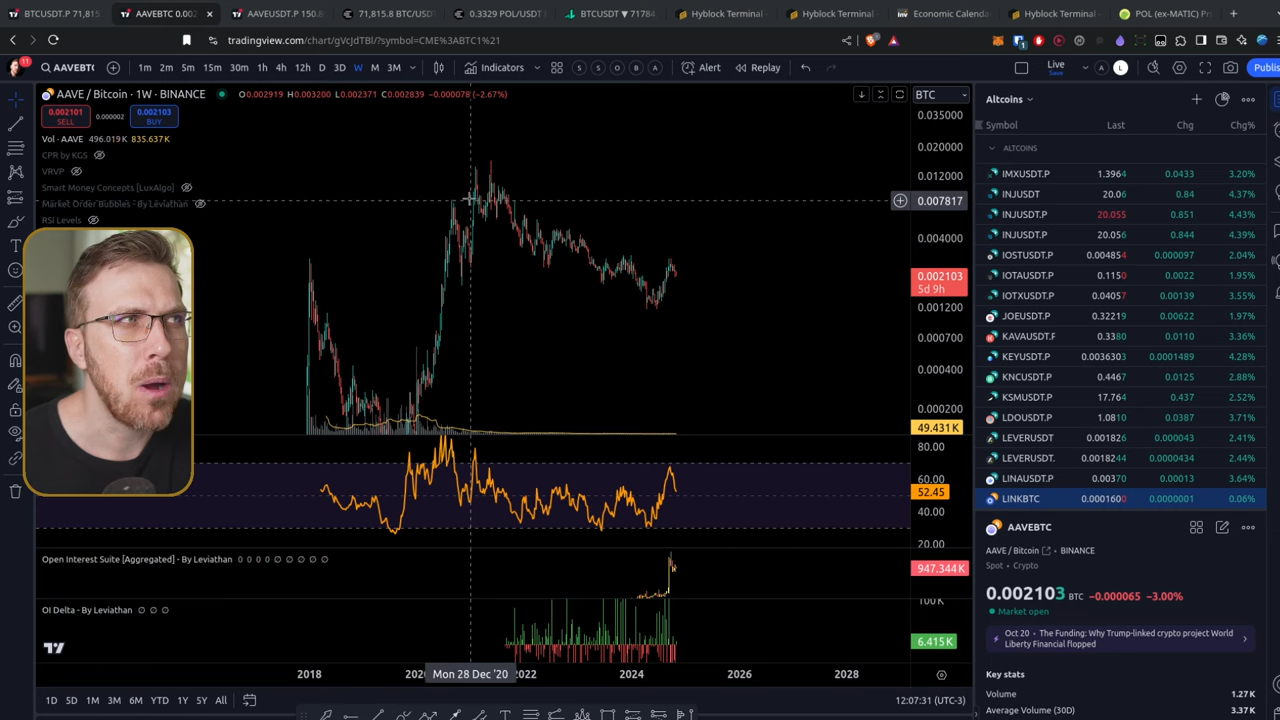 BTCUSDT.P 71,815
AAVEBTC 0.002
AAVEUSDT.P 150.8
71,815.8 BTC/USD
0.3329 POL/USDT
BTCUSDT ▼ 71784
Hyblock Terminal
Hyblock Terminal
Economic Calenda
Hyblock Terminal
POL (ex-MATIC) Pr
tradingview.com/chart/gVcJdTBI/?symbol=CME%3ABTC1%21
11
AAVEBTC
1m 2m 5m 15m 30m 1h 4h 12h D 3D W M 3M
Indicators
S S O B A
Alert
Replay
Live
Save
A L
Publis
AAVE / Bitcoin · 1W · BINANCE
O0.002919 H0.003200 L0.002371 C0.002839 −0.000078 (−2.67%)
BTC
0.002101
SELL
0.000002
0.002103
BUY
Vol · AAVE 496.019K 835.637K
CPR by KGS
VRVP
Smart Money Concepts [LuxAlgo]
Market Order Bubbles - By Leviathan
RSI Levels
0.035000
0.020000
0.012000
0.007817
0.004000
0.002103
5d 9h
0.001200
0.000700
0.000400
0.000200
49.431K
80.00
60.00
52.45
40.00
20.00
Open Interest Suite [Aggregated] - By Leviathan 0 0 0 0 ∅ ∅ ∅ ∅ ∅
947.344K
OI Delta - By Leviathan ∅ ∅ ∅
100K
6.415K
2018
2020
Mon 28 Dec '20
2022
2024
2026
2028
1D 5D 1M 3M 6M YTD 1Y 5Y All
12:07:31 (UTC-3)
Altcoins
Symbol Last Chg Chg%
ALTCOINS
IMXUSDT.P 1.3964 0.0433 3.20%
INJUSDT 20.06 0.84 4.37%
INJUSDT.P 20.055 0.851 4.43%
INJUSDT.P 20.056 0.844 4.39%
IOSTUSDT.P 0.004854 0.000097 2.04%
IOTAUSDT.P 0.1150 0.0022 1.95%
IOTXUSDT.P 0.04057 0.00139 3.55%
JOEUSDT.P 0.32219 0.00622 1.97%
KAVAUSDT.P 0.3380 0.0110 3.36%
KEYUSDT.P 0.003630​3 0.0001489 4.28%
KNCUSDT.P 0.4467 0.0125 2.88%
KSMUSDT.P 17.764 0.437 2.52%
LDOUSDT.P 1.0810 0.0387 3.71%
LEVERUSDT 0.001826 0.000043 2.41%
LEVERUSDT. 0.0018244 0.0000434 2.44%
LINAUSDT.P 0.00370 0.00013 3.64%
LINKBTC 0.0001600 0.0000001 0.06%
AAVEBTC
AAVE / Bitcoin · BINANCE
Spot · Crypto
0.002103 BTC −0.000065 −3.00%
Market open
Oct 20 · The Funding: Why Trump-linked crypto project World
Liberty Financial flopped
Key stats
Volume 1.27 K
Average Volume (30D) 3.37 K